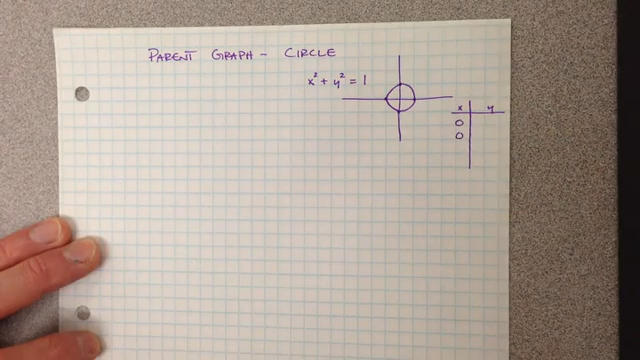 PARENT GRAPH - CIRCLE
x² + y² = 1
x y
0
0